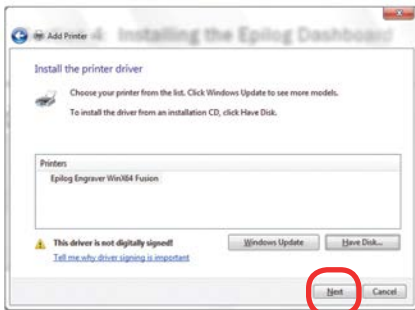 Add Printer
4: Installing the Epilog Dashboard
Install the printer driver
Choose your printer from the list. Click Windows Update to see more models.
To install the driver from an installation CD, click Have Disk.
Printers
Epilog Engraver WinX64 Fusion
This driver is not digitally signed!
Windows Update
Have Disk...
Tell me why driver signing is important
Next
Cancel